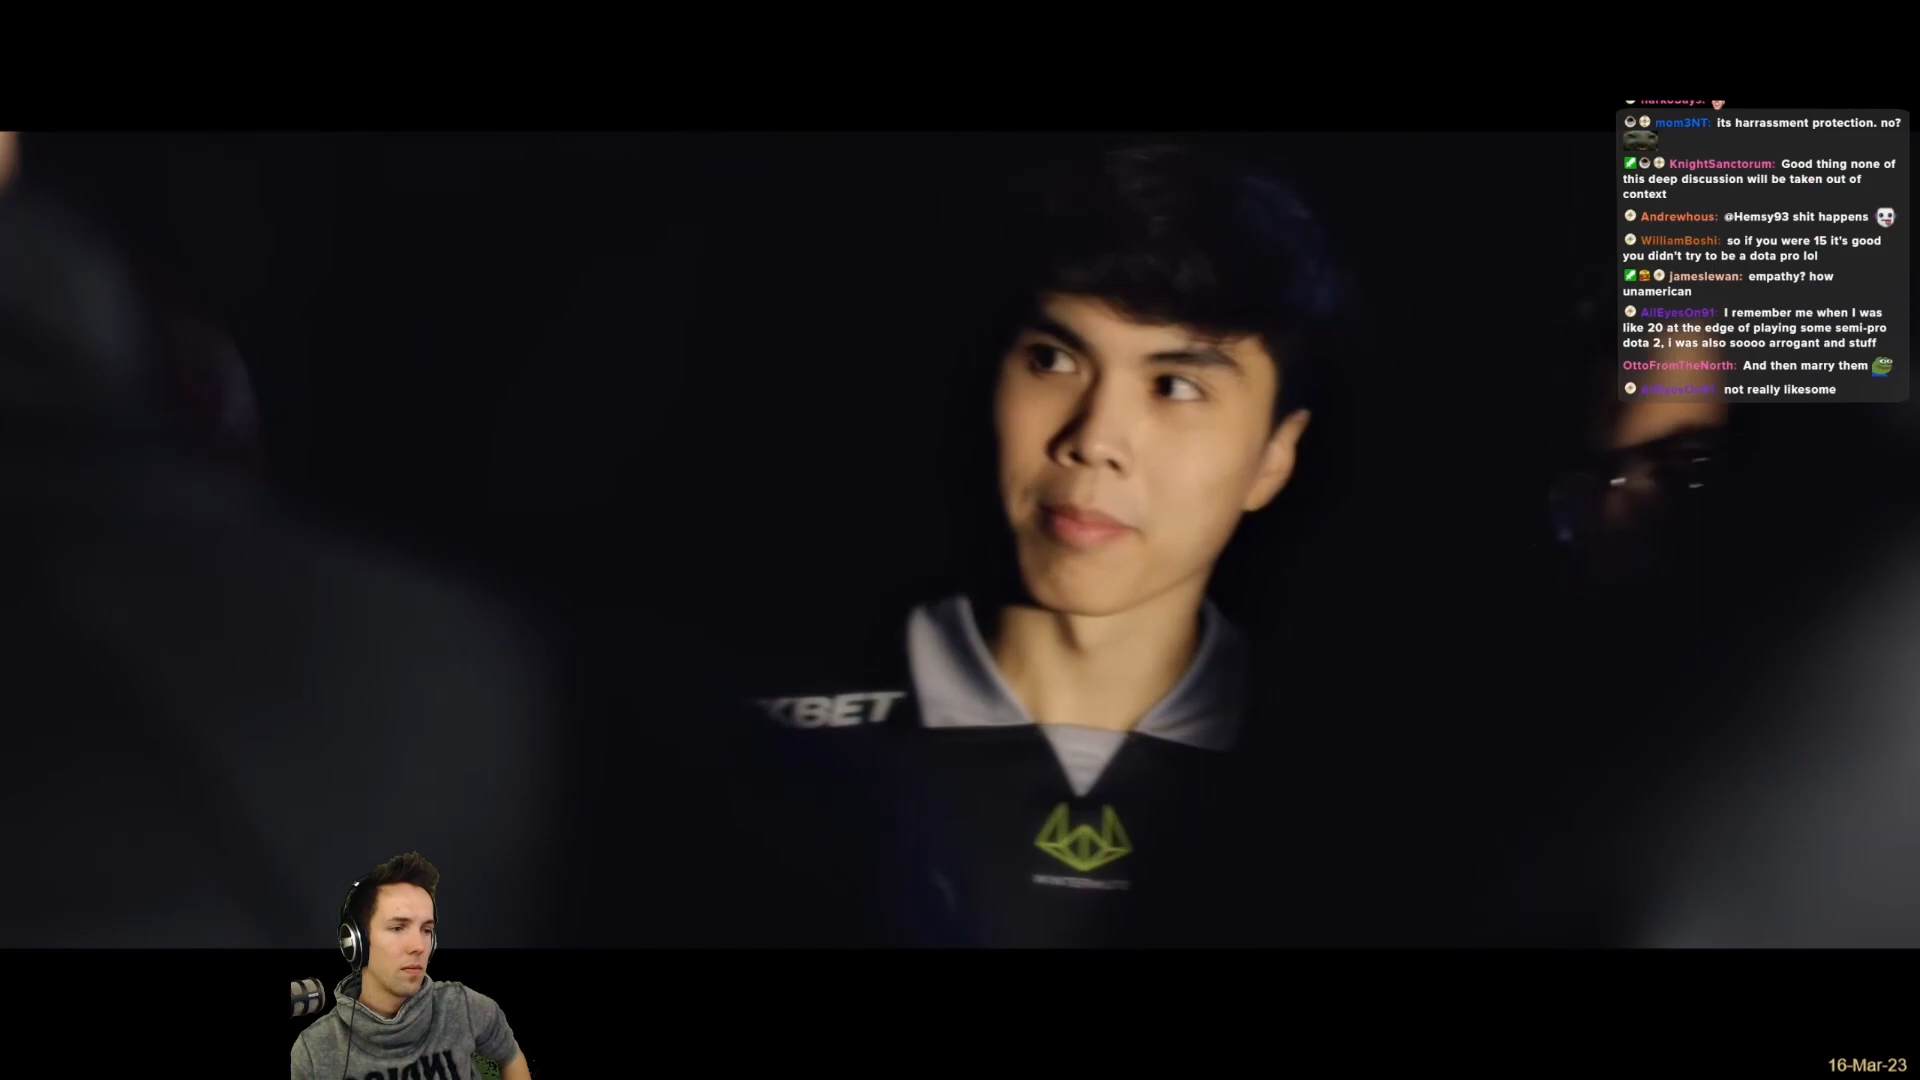 mom3NT: its harrassment protection. no?
KnightSanctorum: Good thing none of
this deep discussion will be taken out of
context
Andrewhous: @Hemsy93 shit happens
WilliamBoshi: so if you were 15 it's good
you didn't try to be a dota pro lol
jameslewan: empathy? how
unamerican
AllEyesOn91: I remember me when I was
like 20 at the edge of playing some semi-pro
dota 2, i was also soooo arrogant and stuff
OttoFromTheNorth: And then marry them
AllEyesOn91: not really likesome
XBET
16-Mar-23